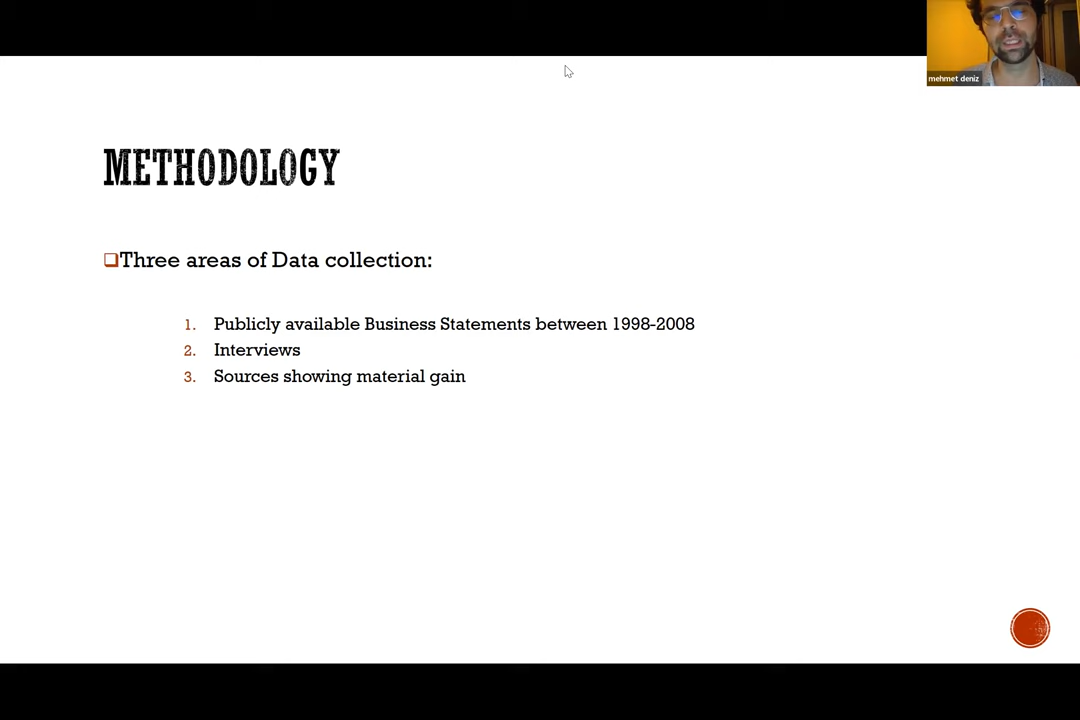 mehmet deniz
METHODOLOGY
Three areas of Data collection:
1. Publicly available Business Statements between 1998-2008
2. Interviews
3. Sources showing material gain